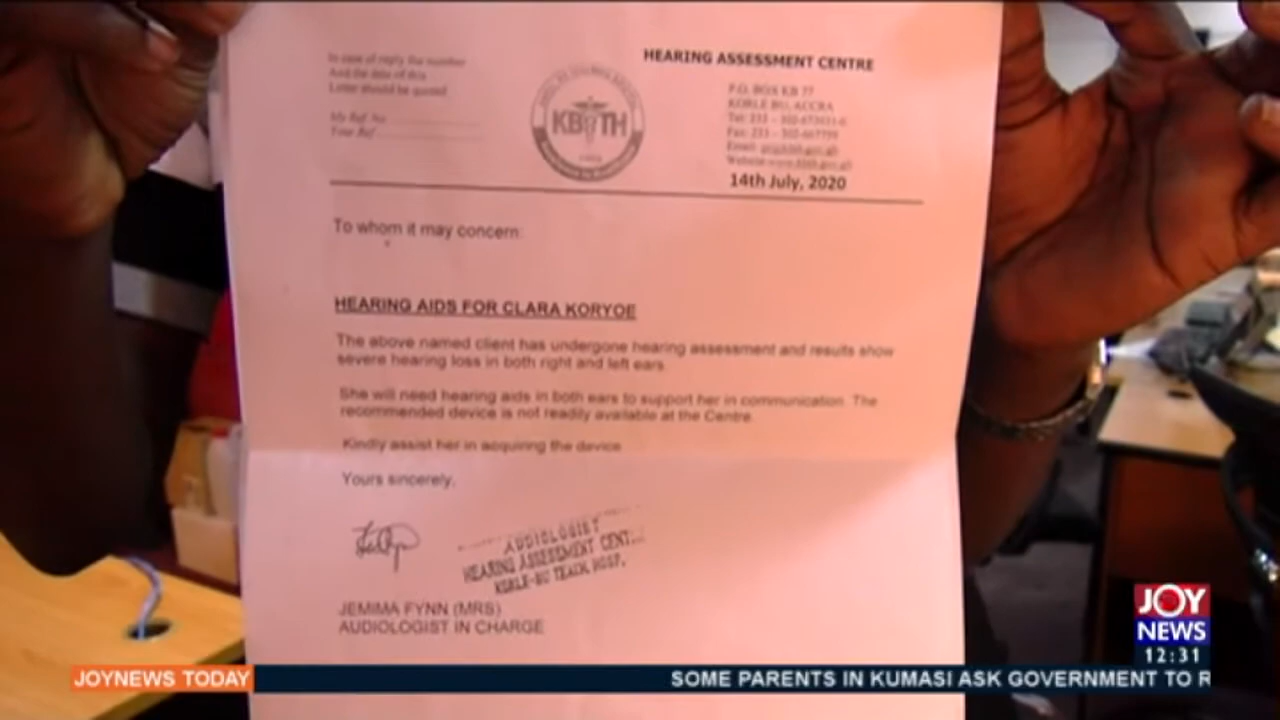 HEARING ASSESSMENT CENTRE
In case of reply the number
And the date of this
Letter should be quoted
My Ref. No
Your Ref
KBTH
P.O. BOX KB 77
KORLE BU, ACCRA
14th July, 2020
To whom it may concern:
HEARING AIDS FOR CLARA KORYOE
The above named client has undergone hearing assessment and results show
severe hearing loss in both right and left ears.
She will need hearing aids in both ears to support her in communication. The
recommended device is not readily available at the Centre.
Kindly assist her in acquiring the device
Yours sincerely,
AUDIOLOGIST
HEARING ASSESSMENT CENT...
KORLE-BU TEACH. HOSP.
JEMIMA FYNN (MRS)
AUDIOLOGIST IN CHARGE
JOY
NEWS
12:31
JOYNEWS TODAY
SOME PARENTS IN KUMASI ASK GOVERNMENT TO R